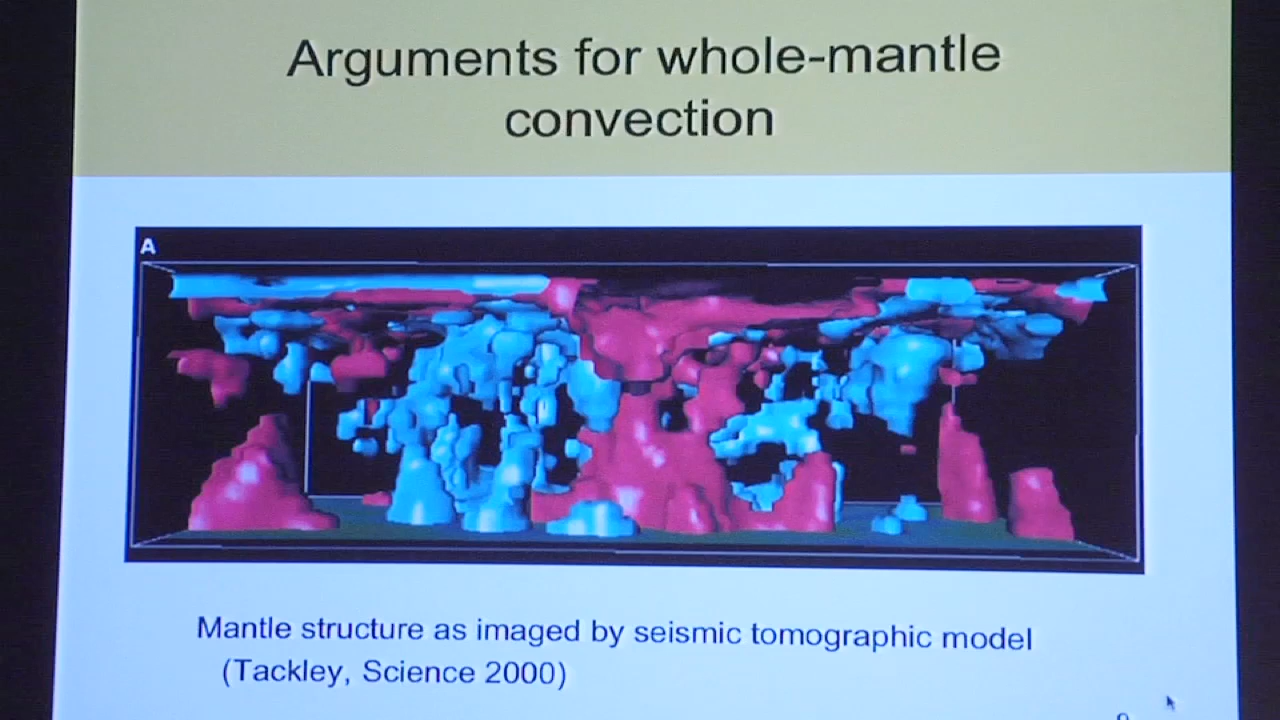 Arguments for whole-mantle
convection
A
Mantle structure as imaged by seismic tomographic model
(Tackley, Science 2000)